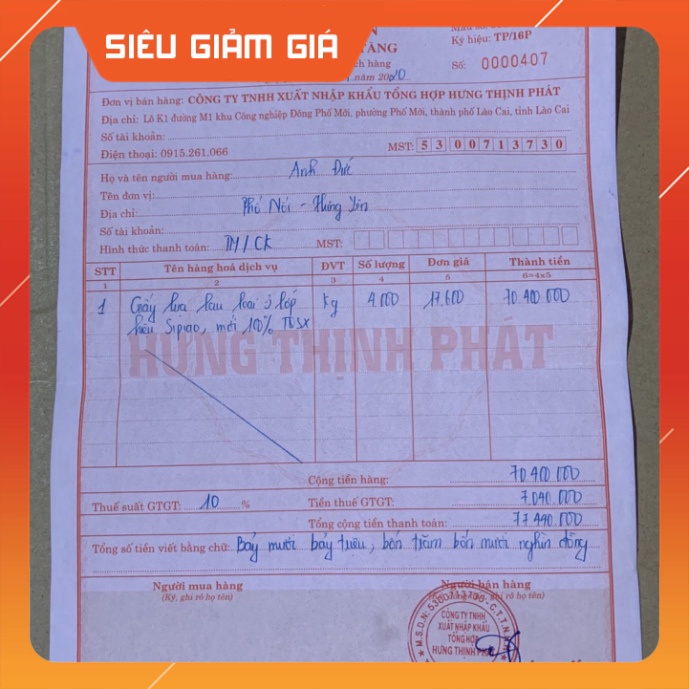 SIÊU GIẢM GIÁ
TẦNG
Ký hiệu: TP/16P
Số: 0000407
Đơn vị bán hàng: CÔNG TY TNHH XUẤT NHẬP KHẨU TỔNG HỢP HƯNG THỊNH PHÁT
Địa chỉ: Lô K1 đường M1 khu Công nghiệp Đông Phố Mới, phường Phố Mới, thành phố Lào Cai, tỉnh Lào Cai
Số tài khoản:
Điện thoại: 0915.261.066 MST: 5300713730
Họ và tên người mua hàng: Anh Đức
Tên đơn vị:
Địa chỉ: Phố Nối - Hưng Yên
Số tài khoản:
Hình thức thanh toán: TM/CK MST:
STT Tên hàng hoá dịch vụ ĐVT Số lượng Đơn giá Thành tiền
1 2 3 4 5 6=4x5
1 Giấy lụa lau loại 3 lớp kg 4.000 17.600 70.400.000
hiệu Sipiao, mới 100% TQSX
HƯNG THỊNH PHÁT
Cộng tiền hàng: 70.400.000
Thuế suất GTGT: 10 % Tiền thuế GTGT: 7.040.000
Tổng cộng tiền thanh toán: 77.440.000
Tổng số tiền viết bằng chữ: Bảy mươi bảy triệu, bốn trăm bốn mươi nghìn đồng
Người mua hàng Người bán hàng
(Ký, ghi rõ họ tên) ghi rõ họ tên)
CÔNG TY TNHH
XUẤT NHẬP KHẨU
TỔNG HỢP
HƯNG THỊNH PHÁT